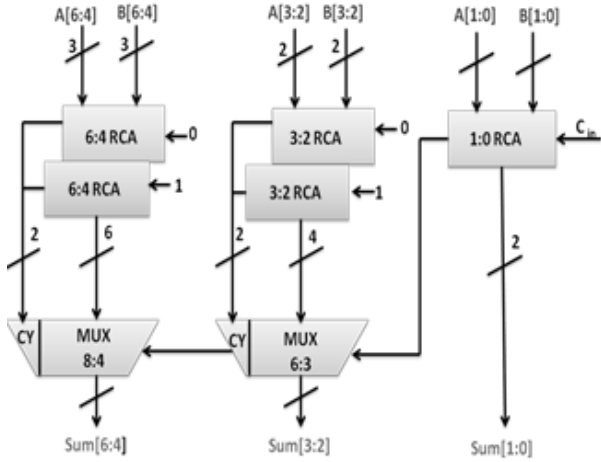 A[6:4] B[6:4] A[3:2] B[3:2] A[1:0] B[1:0]
3 3 2 2
6:4 RCA 0 3:2 RCA 0 1:0 RCA C in
6:4 RCA 1 3:2 RCA 1
2 6 2 4 2
CY MUX CY MUX
8:4 6:3
Sum[6:4] Sum[3:2] Sum[1:0]